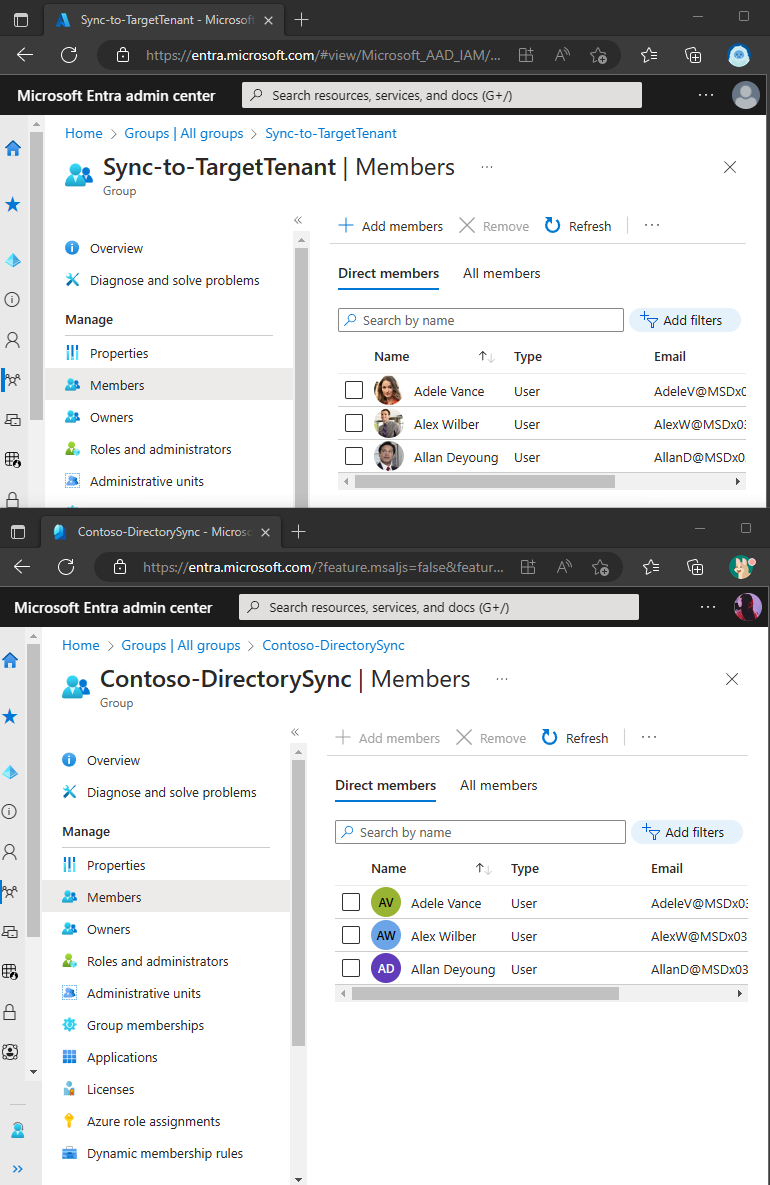 Sync-to-TargetTenant - Microsoft
https://entra.microsoft.com/#view/Microsoft_AAD_IAM/...
Microsoft Entra admin center
Search resources, services, and docs (G+/)
Home > Groups | All groups > Sync-to-TargetTenant
Sync-to-TargetTenant | Members ...
Group
Add members Remove Refresh ...
Overview
Diagnose and solve problems
Manage
Properties
Members
Owners
Roles and administrators
Administrative units
Direct members All members
Search by name Add filters
Name Type Email
Adele Vance User AdeleV@MSDx0
Alex Wilber User AlexW@MSDx03
Allan Deyoung User AllanD@MSDx0
Contoso-DirectorySync - Microso
https://entra.microsoft.com/?feature.msaljs=false&featur...
Microsoft Entra admin center
Search resources, services, and docs (G+/)
Home > Groups | All groups > Contoso-DirectorySync
Contoso-DirectorySync | Members ...
Group
Add members Remove Refresh ...
Overview
Diagnose and solve problems
Manage
Properties
Members
Owners
Roles and administrators
Administrative units
Group memberships
Applications
Licenses
Azure role assignments
Dynamic membership rules
Direct members All members
Search by name Add filters
Name Type Email
AV Adele Vance User AdeleV@MSDx03
AW Alex Wilber User AlexW@MSDx03
AD Allan Deyoung User AllanD@MSDx03